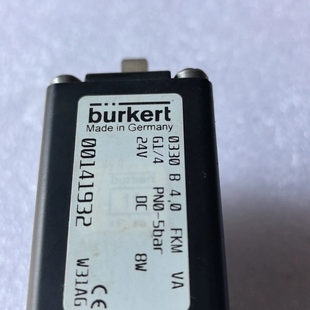 bürkert
Made in Germany
0330 B 4.0 FKM VA
G1/4 PN0-5bar
24V DC 8W
00141932 W31AG
CE